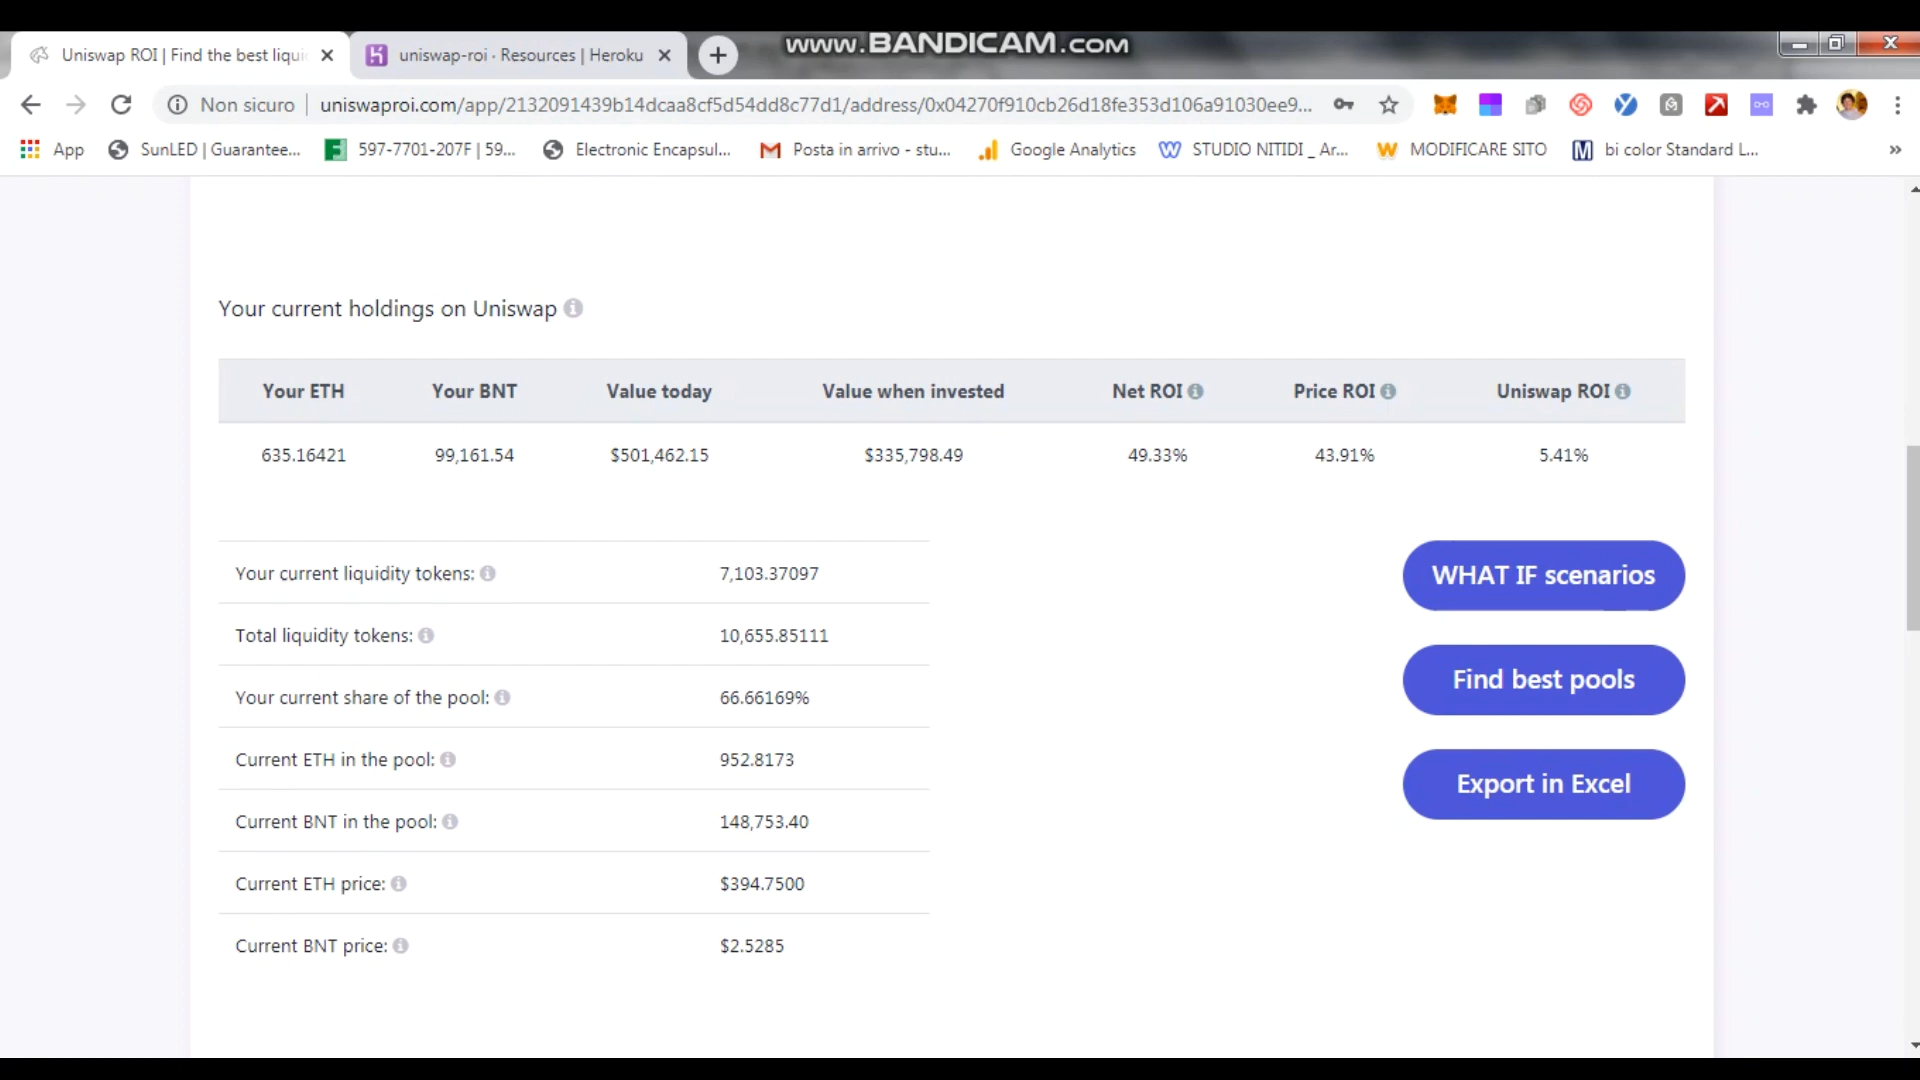 www.BANDICAM.com
Uniswap ROI | Find the best liqui
uniswap-roi · Resources | Heroku
Non sicuro
uniswaproi.com/app/2132091439b14dcaa8cf5d54dd8c77d1/address/0x04270f910cb26d18fe353d106a91030ee9...
App
SunLED | Guarantee...
597-7701-207F | 59...
Electronic Encapsul...
Posta in arrivo - stu...
Google Analytics
STUDIO NITIDI _ Ar...
MODIFICARE SITO
bi color Standard L...
»
Your current holdings on Uniswap
Your ETH Your BNT Value today Value when invested Net ROI Price ROI Uniswap ROI
635.16421 99,161.54 $501,462.15 $335,798.49 49.33% 43.91% 5.41%
Your current liquidity tokens: 7,103.37097
Total liquidity tokens: 10,655.85111
Your current share of the pool: 66.66169%
Current ETH in the pool: 952.8173
Current BNT in the pool: 148,753.40
Current ETH price: $394.7500
Current BNT price: $2.5285
WHAT IF scenarios
Find best pools
Export in Excel